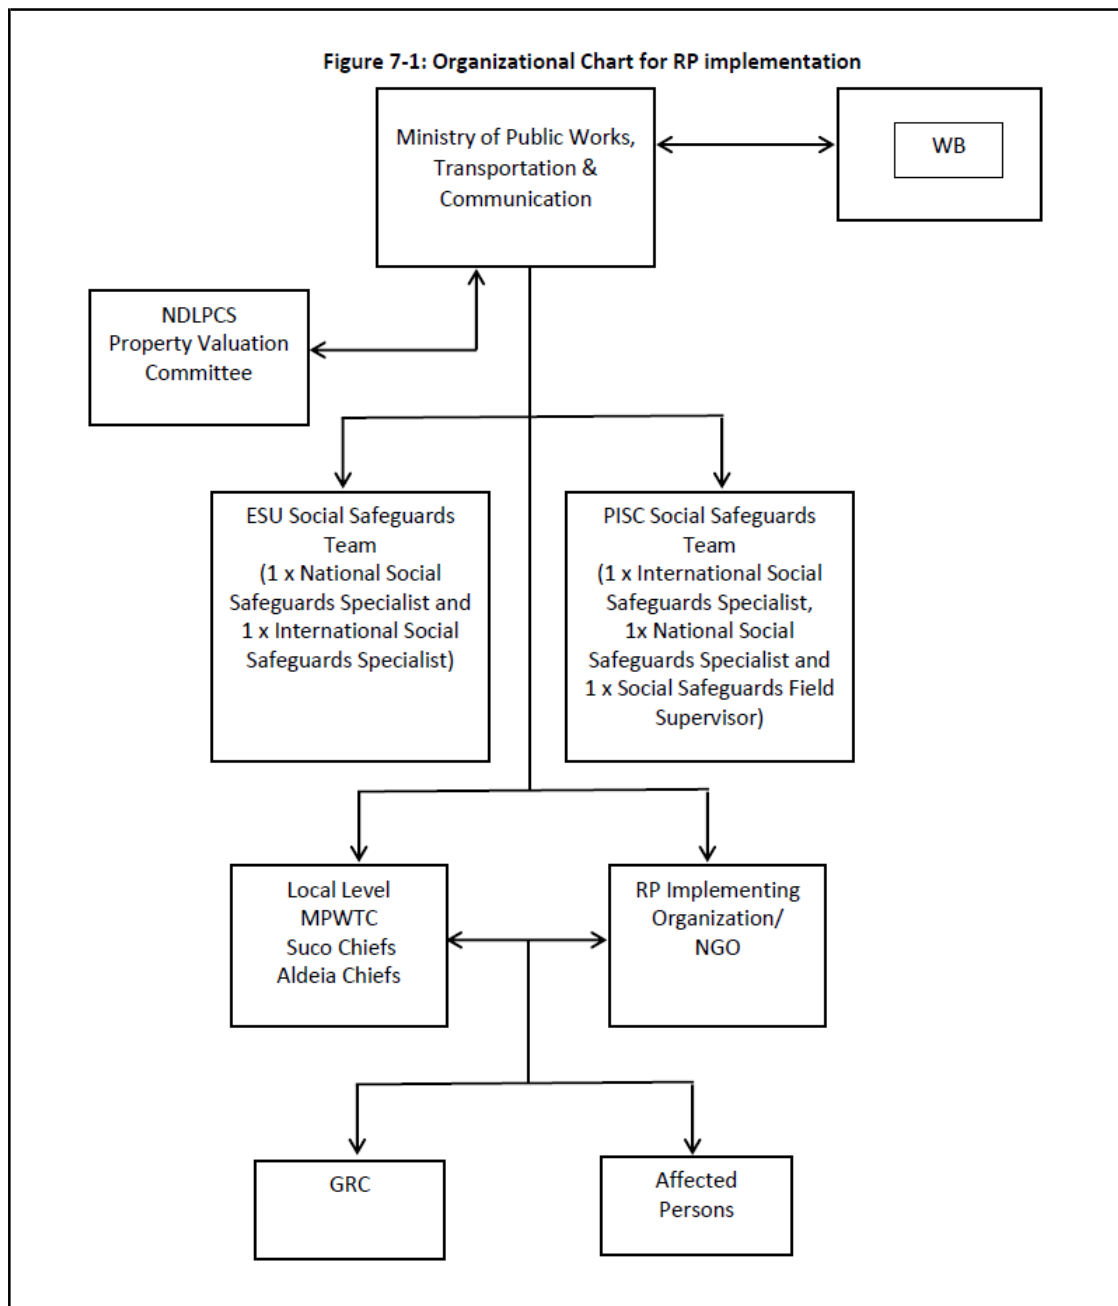 Figure 7-1: Organizational Chart for RP implementation
Ministry of Public Works,
Transportation &
Communication
WB
NDLPCS
Property Valuation
Committee
ESU Social Safeguards
Team
(1 x National Social
Safeguards Specialist and
1 x International Social
Safeguards Specialist)
PISC Social Safeguards
Team
(1 x International Social
Safeguards Specialist,
1x National Social
Safeguards Specialist and
1 x Social Safeguards Field
Supervisor)
Local Level
MPWTC
Suco Chiefs
Aldeia Chiefs
RP Implementing
Organization/
NGO
GRC
Affected
Persons